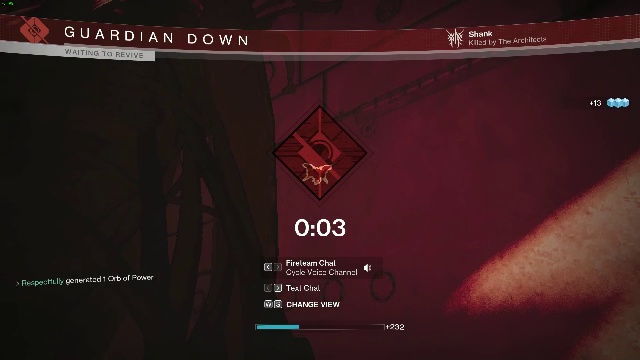 GUARDIAN DOWN
WAITING TO REVIVE
Shank
Killed by The Architects
+13
0:03
Fireteam Chat
Cycle Voice Channel
Respecifully generated 1 Orb of Power
Text Chat
CHANGE VIEW
+232